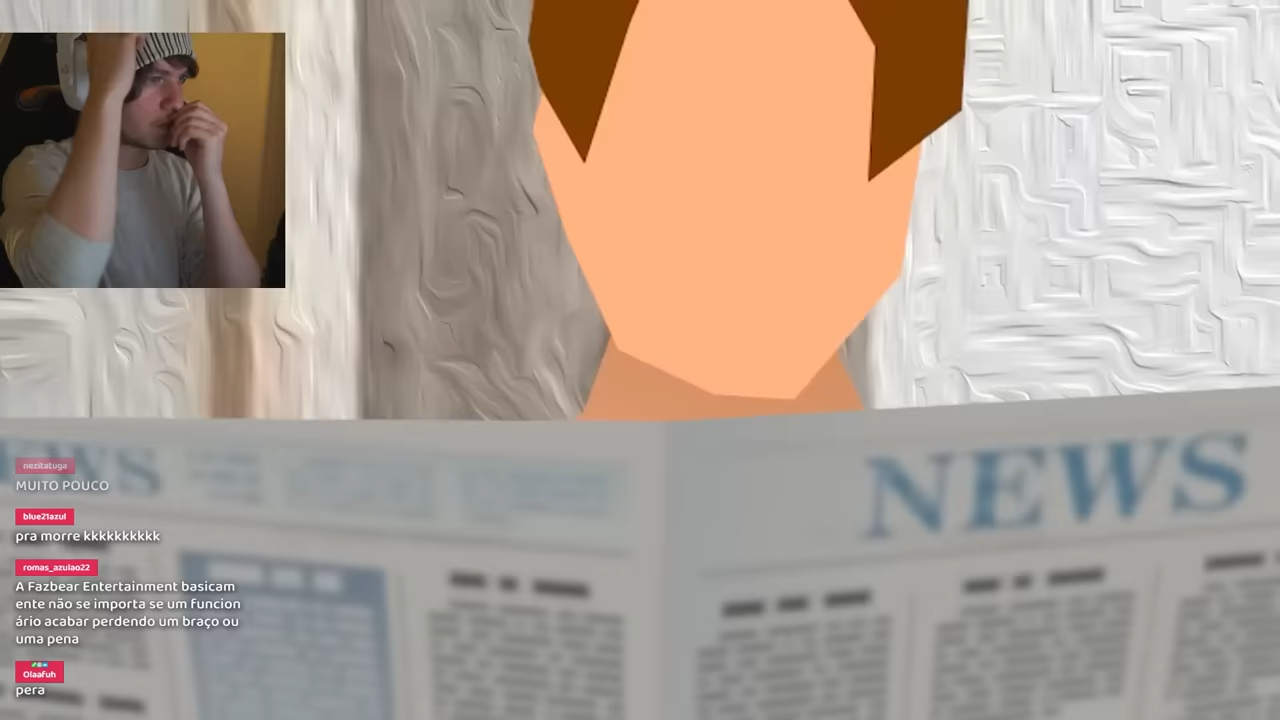 NEWS
nezitatuga
MUITO POUCO
blue21azul
pra morre kkkkkkkkkk
romas_azulao22
A Fazbear Entertainment basicam
ente não se importa se um funcion
ário acabar perdendo um braço ou
uma pena
Olaafuh
pera